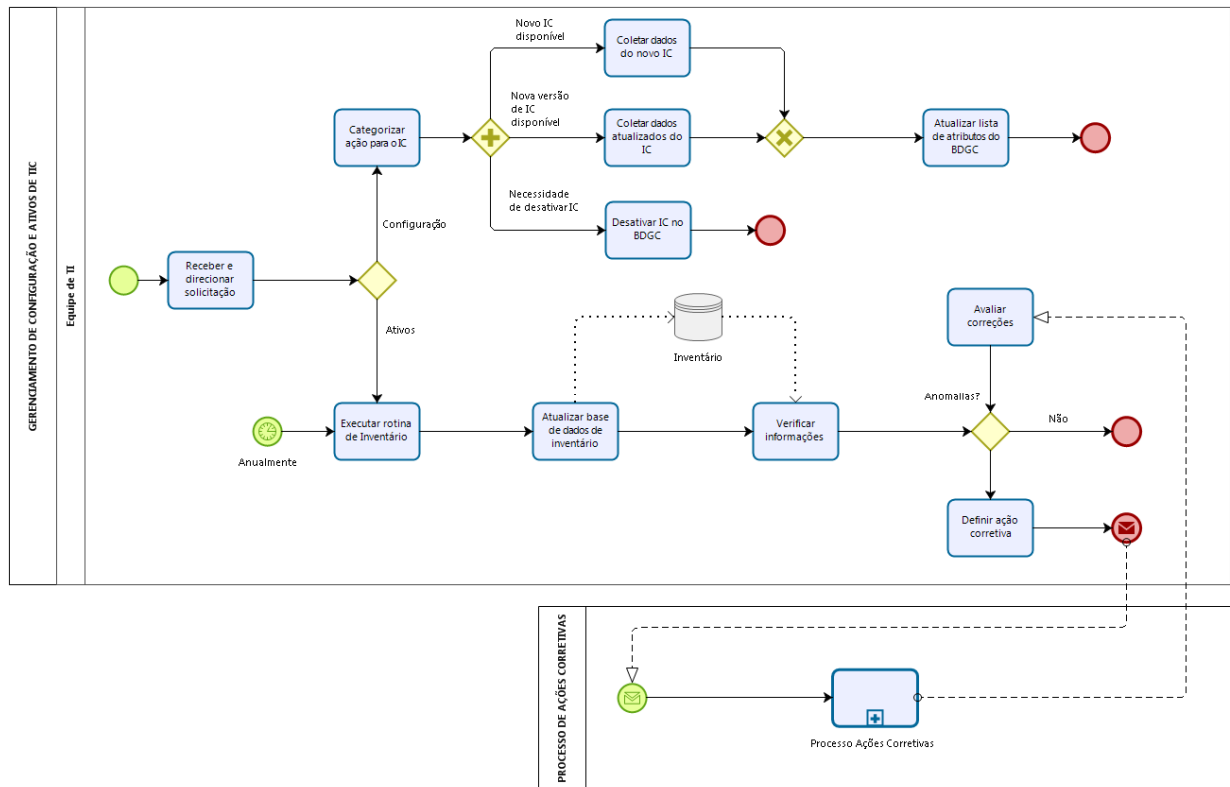 GERENCIAMENTO DE CONFIGURAÇÃO E ATIVOS DE TIC
Equipe de TI
Novo IC
disponível
Coletar dados
do novo IC
Nova versão
de IC
disponível
Categorizar
ação para o IC
Coletar dados
atualizados do
IC
Atualizar lista
de atributos do
BDGC
Necessidade
de desativar IC
Configuração
Desativar IC no
BDGC
Receber e
direcionar
solicitação
Ativos
Inventário
Avaliar
correções
Anomalias?
Executar rotina
de Inventário
Atualizar base
de dados de
inventário
Verificar
informações
Não
Anualmente
Definir ação
corretiva
PROCESSO DE AÇÕES CORRETIVAS
Processo Ações Corretivas